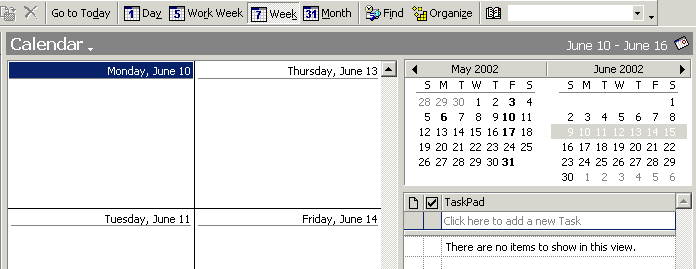 Go to Today 1 Day 5 Work Week 7 Week 31 Month Find Organize
Calendar June 10 - June 16
Monday, June 10 Thursday, June 13
Tuesday, June 11 Friday, June 14
May 2002 June 2002
S M T W T F S S M T W T F S
28 29 30 1 2 3 4 1
5 6 7 8 9 10 11 2 3 4 5 6 7 8
12 13 14 15 16 17 18 9 10 11 12 13 14 15
19 20 21 22 23 24 25 16 17 18 19 20 21 22
26 27 28 29 30 31 23 24 25 26 27 28 29
30 1 2 3 4 5 6
TaskPad
Click here to add a new Task
There are no items to show in this view.